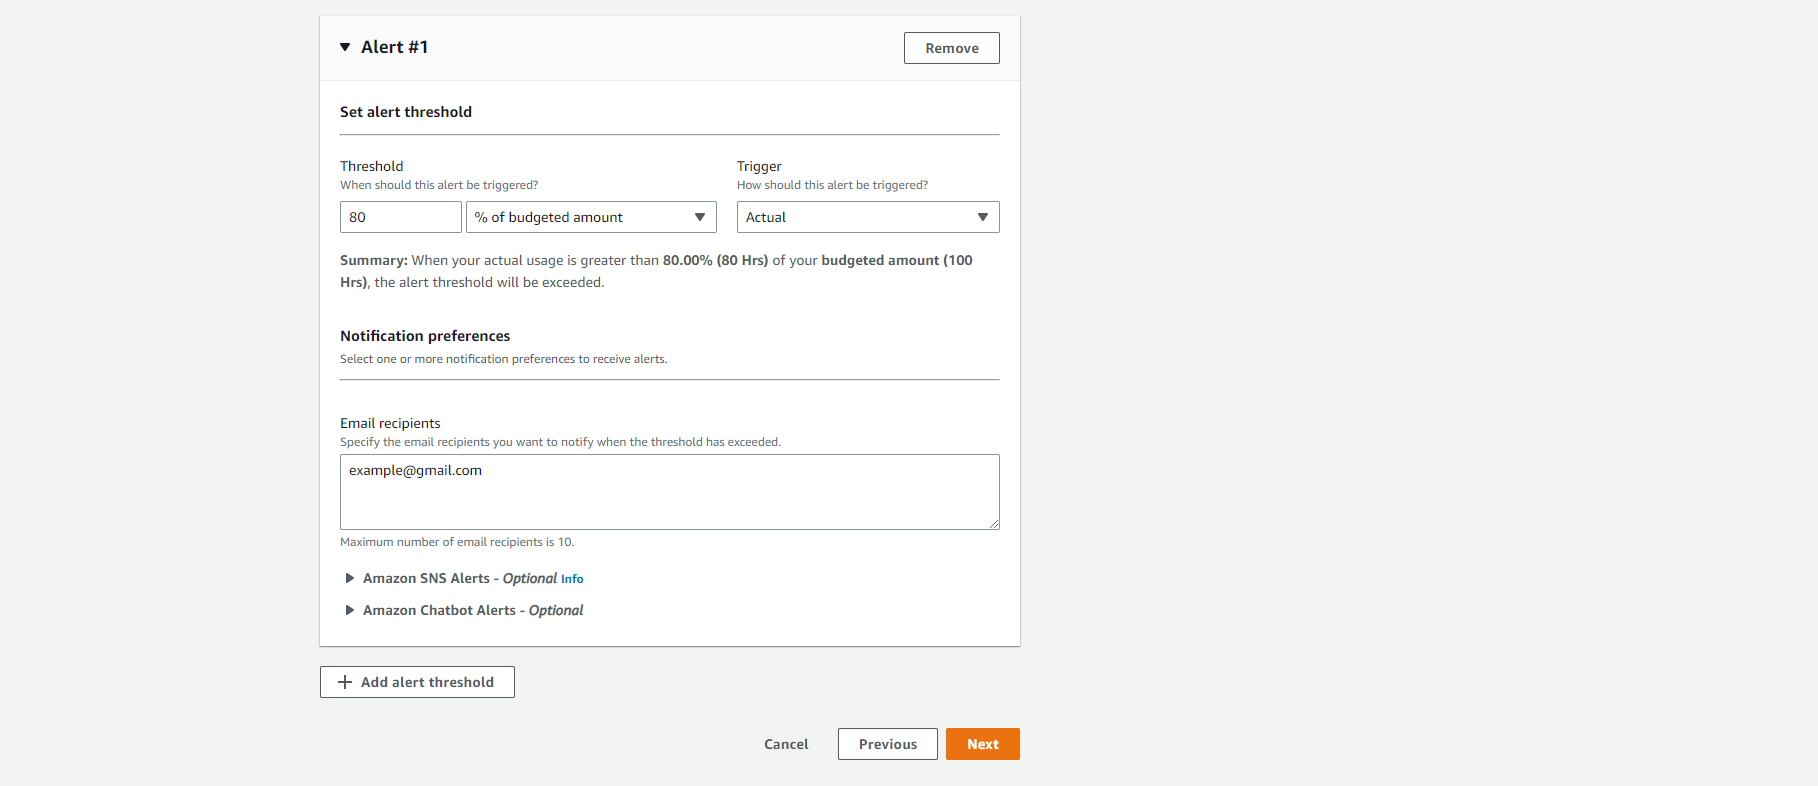 Alert #1
Remove
Set alert threshold
Threshold
When should this alert be triggered?
80
% of budgeted amount
Trigger
How should this alert be triggered?
Actual
Summary: When your actual usage is greater than 80.00% (80 Hrs) of your budgeted amount (100
Hrs), the alert threshold will be exceeded.
Notification preferences
Select one or more notification preferences to receive alerts.
Email recipients
Specify the email recipients you want to notify when the threshold has exceeded.
example@gmail.com
Maximum number of email recipients is 10.
Amazon SNS Alerts - Optional Info
Amazon Chatbot Alerts - Optional
Add alert threshold
Cancel
Previous
Next